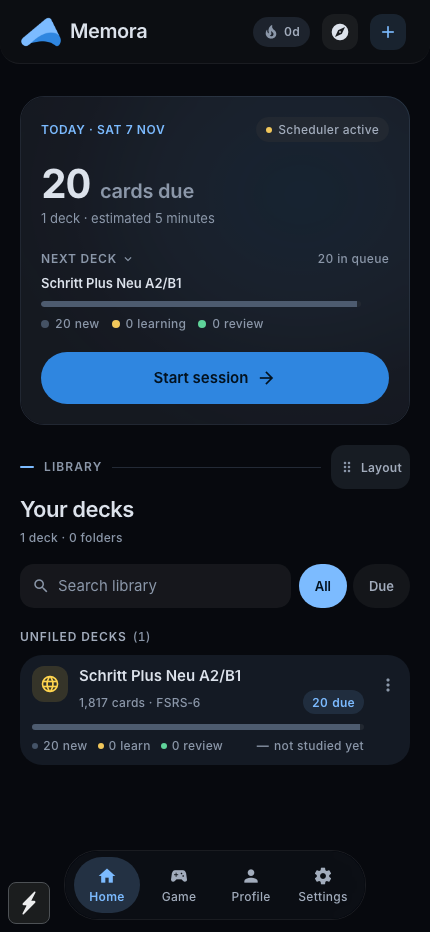 Memora
0d
TODAY · SAT 7 NOV
Scheduler active
20 cards due
1 deck · estimated 5 minutes
NEXT DECK
20 in queue
Schritt Plus Neu A2/B1
20 new 0 learning 0 review
Start session
LIBRARY
Layout
Your decks
1 deck · 0 folders
Search library
All
Due
UNFILED DECKS (1)
Schritt Plus Neu A2/B1
1,817 cards · FSRS-6
20 due
20 new 0 learn 0 review — not studied yet
Home Game Profile Settings